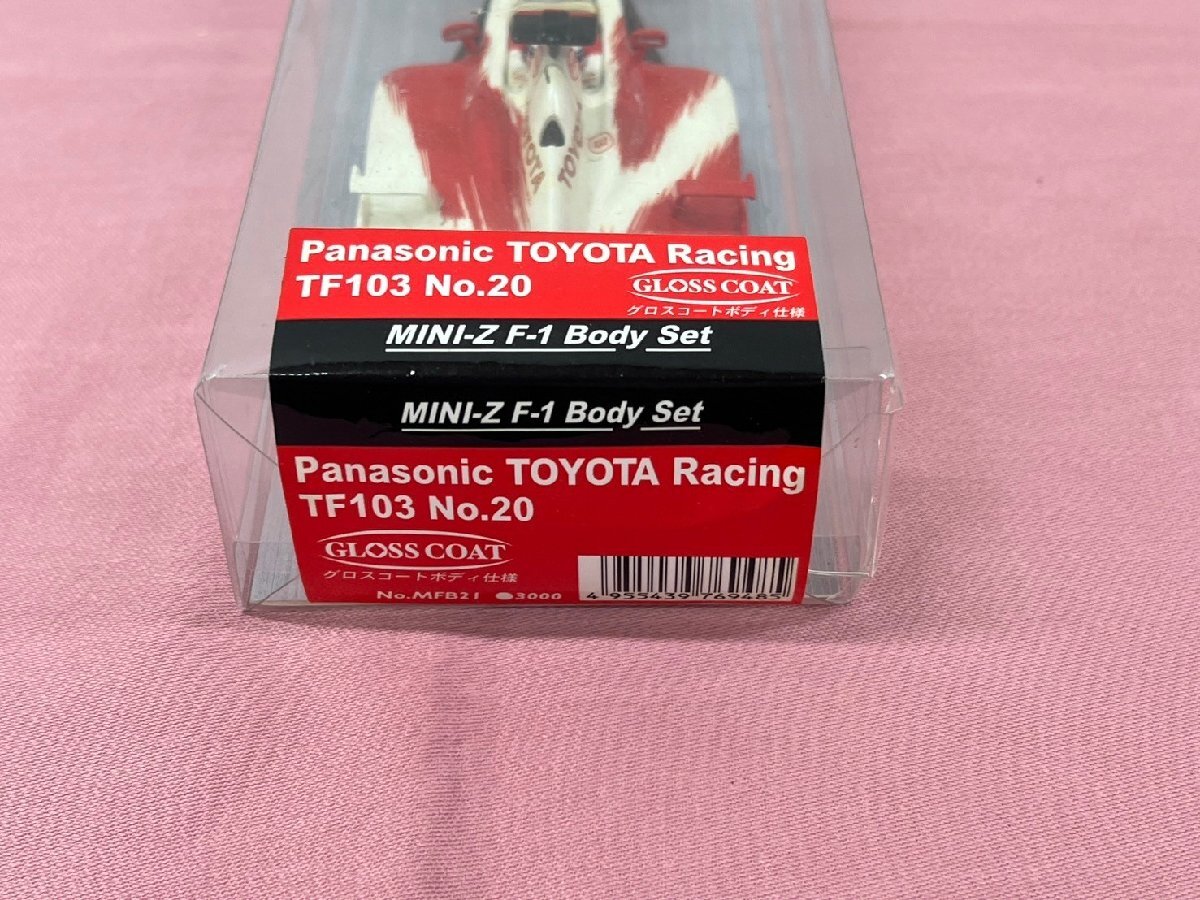 TOYOTA
TOYOTA
Panasonic TOYOTA Racing
TF103 No.20
GLOSS COAT
グロスコートボディ仕様
MINI-Z F-1 Body Set
MINI-Z F-1 Body Set
Panasonic TOYOTA Racing
TF103 No.20
GLOSS COAT
グロスコートボディ仕様
No.MFB21 ●3000
4 955439 769485